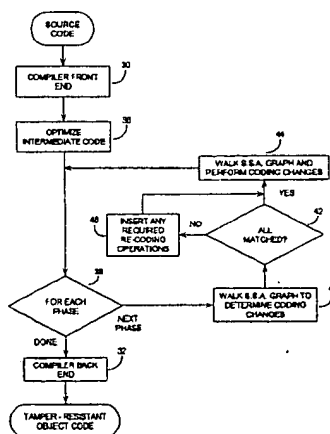 SOURCE
CODE
COMPILER FRONT
END
30
OPTIMIZE
INTERMEDIATE CODE
44
WALK S.S.A. GRAPH AND
PERFORM CODING CHANGES
YES
INSERT ANY
REQUIRED
RE-CODING
OPERATIONS
NO
ALL
MATCHED?
42
FOR EACH
PHASE
38
NEXT
PHASE
WALK S.S.A. GRAPH TO
DETERMINE CODING
CHANGES
DONE
COMPILER BACK
END
32
TAMPER - RESISTANT
OBJECT CODE